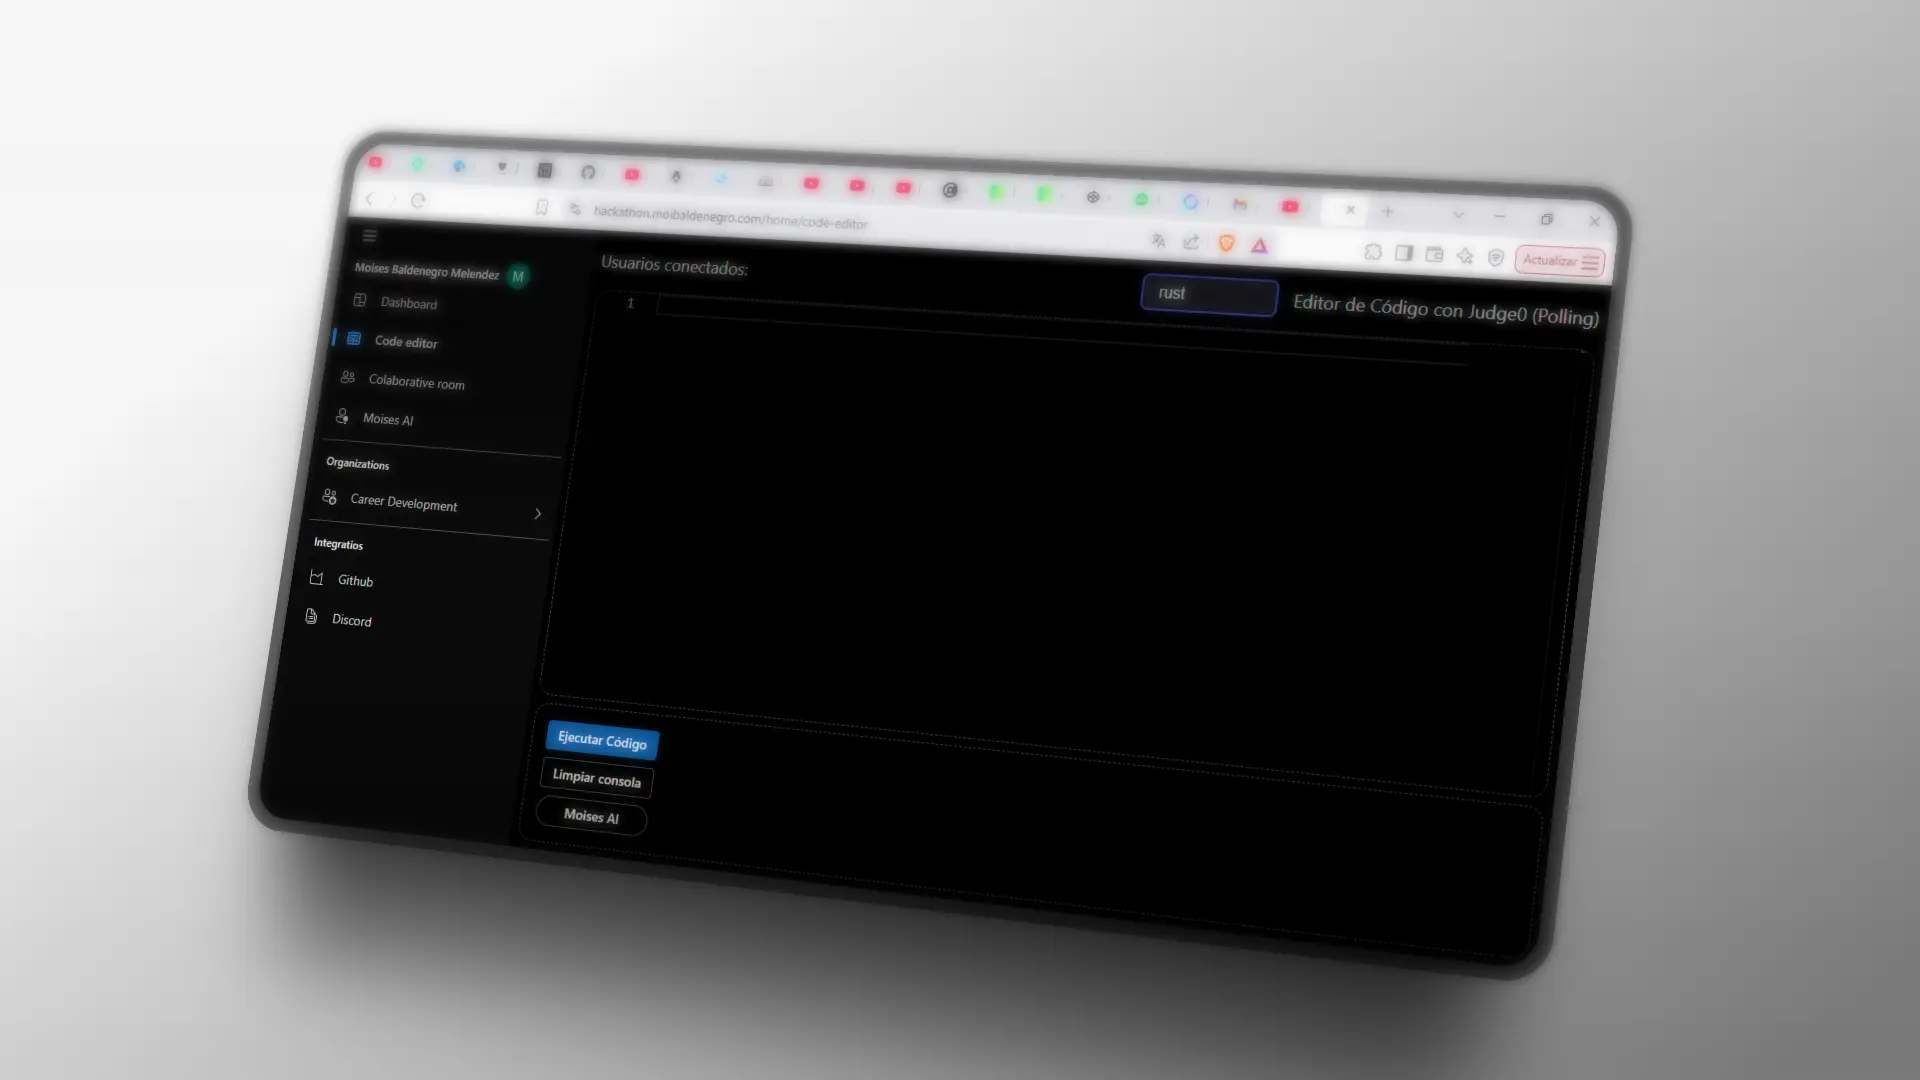 hackathon.moibaldenegro.com/home/code-editor
Actualizar
Moises Baldenegro Melendez M
Dashboard
Code editor
Colaborative room
Moises AI
Organizations
Career Development
Integratios
Github
Discord
Usuarios conectados:
rust
Editor de Código con Judge0 (Polling)
1
Ejecutar Código
Limpiar consola
Moises AI